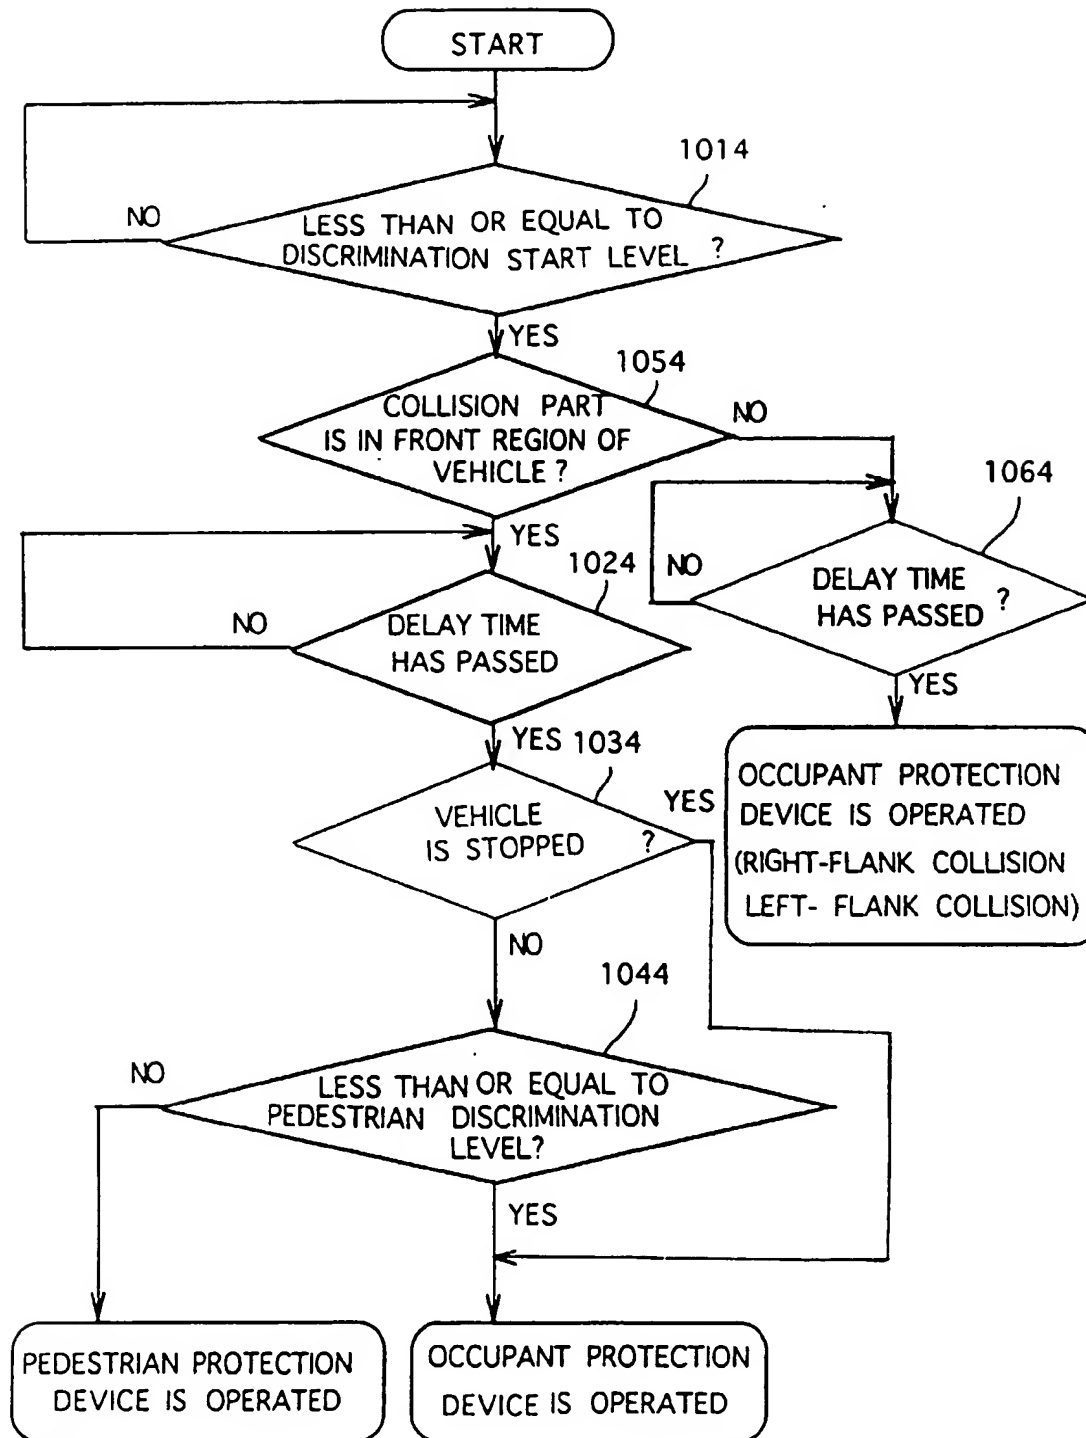 START
1014
NO
LESS THAN OR EQUAL TO
DISCRIMINATION START LEVEL ?
YES
1054
COLLISION PART
IS IN FRONT REGION OF
VEHICLE ?
NO
1064
YES
1024
NO
DELAY TIME
HAS PASSED ?
NO
DELAY TIME
HAS PASSED
YES
YES
1034
OCCUPANT PROTECTION
DEVICE IS OPERATED
(RIGHT-FLANK COLLISION
LEFT- FLANK COLLISION)
YES
VEHICLE
IS STOPPED ?
NO
1044
NO
LESS THAN OR EQUAL TO
PEDESTRIAN DISCRIMINATION
LEVEL?
YES
PEDESTRIAN PROTECTION
DEVICE IS OPERATED
OCCUPANT PROTECTION
DEVICE IS OPERATED